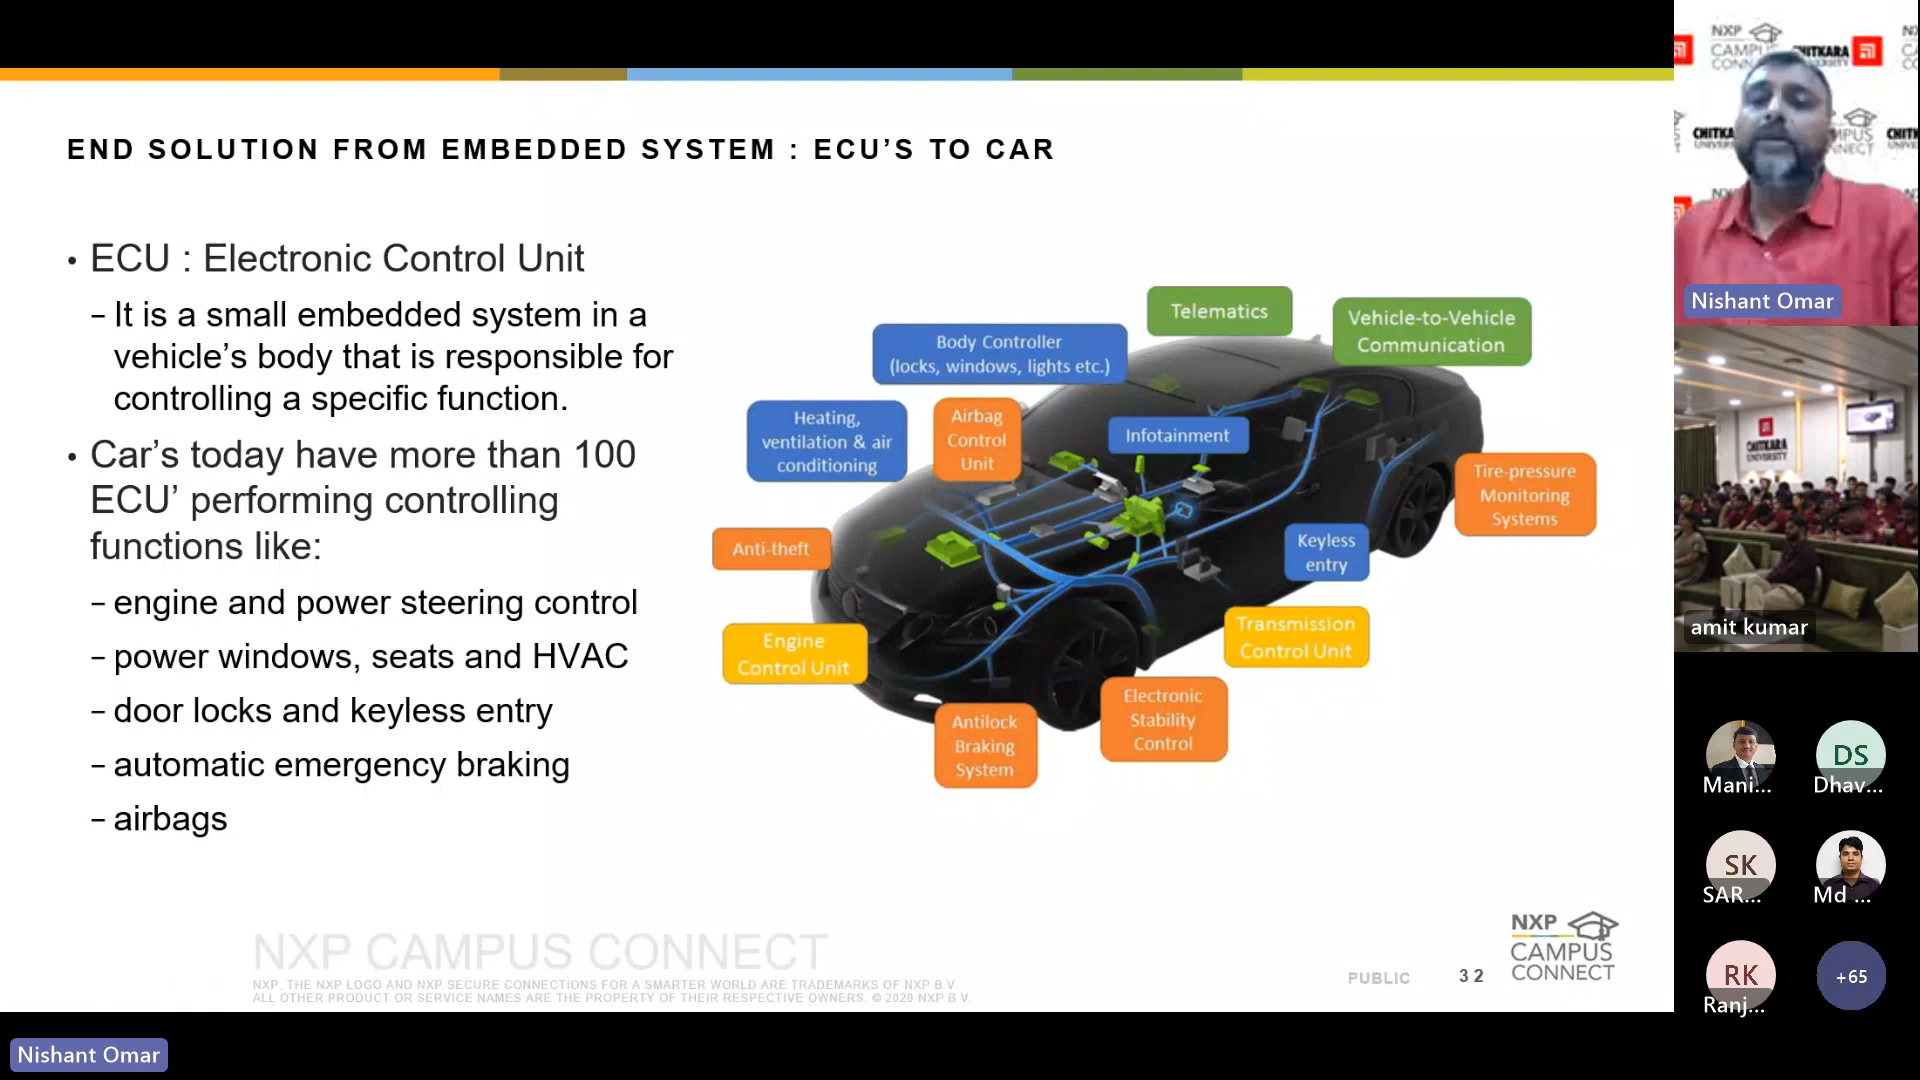 END SOLUTION FROM EMBEDDED SYSTEM : ECU’S TO CAR
• ECU : Electronic Control Unit
– It is a small embedded system in a
vehicle’s body that is responsible for
controlling a specific function.
• Car’s today have more than 100
ECU’ performing controlling
functions like:
– engine and power steering control
– power windows, seats and HVAC
– door locks and keyless entry
– automatic emergency braking
– airbags
Telematics
Vehicle-to-Vehicle
Communication
Body Controller
(locks, windows, lights etc.)
Heating,
ventilation & air
conditioning
Airbag
Control
Unit
Infotainment
Tire-pressure
Monitoring
Systems
Anti-theft
Keyless
entry
Engine
Control Unit
Transmission
Control Unit
Antilock
Braking
System
Electronic
Stability
Control
NXP CAMPUS CONNECT
NXP, THE NXP LOGO AND NXP SECURE CONNECTIONS FOR A SMARTER WORLD ARE TRADEMARKS OF NXP B.V.
ALL OTHER PRODUCT OR SERVICE NAMES ARE THE PROPERTY OF THEIR RESPECTIVE OWNERS. © 2020 NXP B.V.
PUBLIC
32
NXP
CAMPUS
CONNECT
Nishant Omar
NXP
CAMPUS
CHITKARA
UNIVERSITY
Nishant Omar
CHITKARA
UNIVERSITY
amit kumar
Mani...
DS
Dhav...
SK
SAR...
Md ...
RK
Ranj...
+65